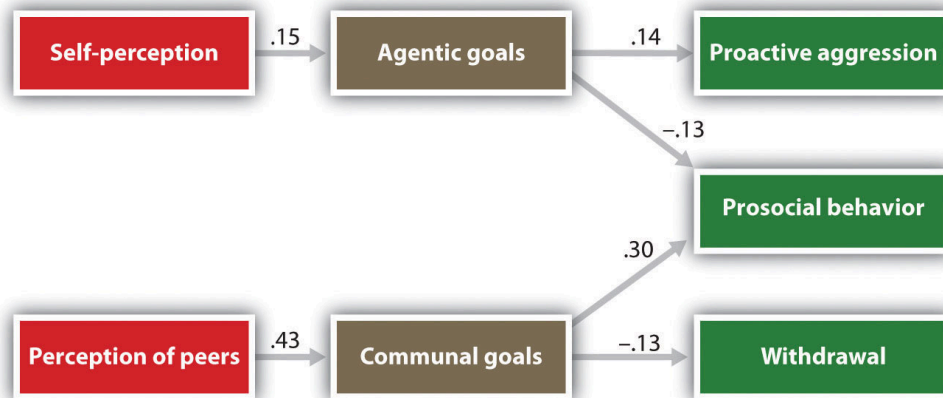 Self-perception
.15
Agentic goals
.14
Proactive aggression
–.13
Prosocial behavior
.30
Perception of peers
.43
Communal goals
–.13
Withdrawal